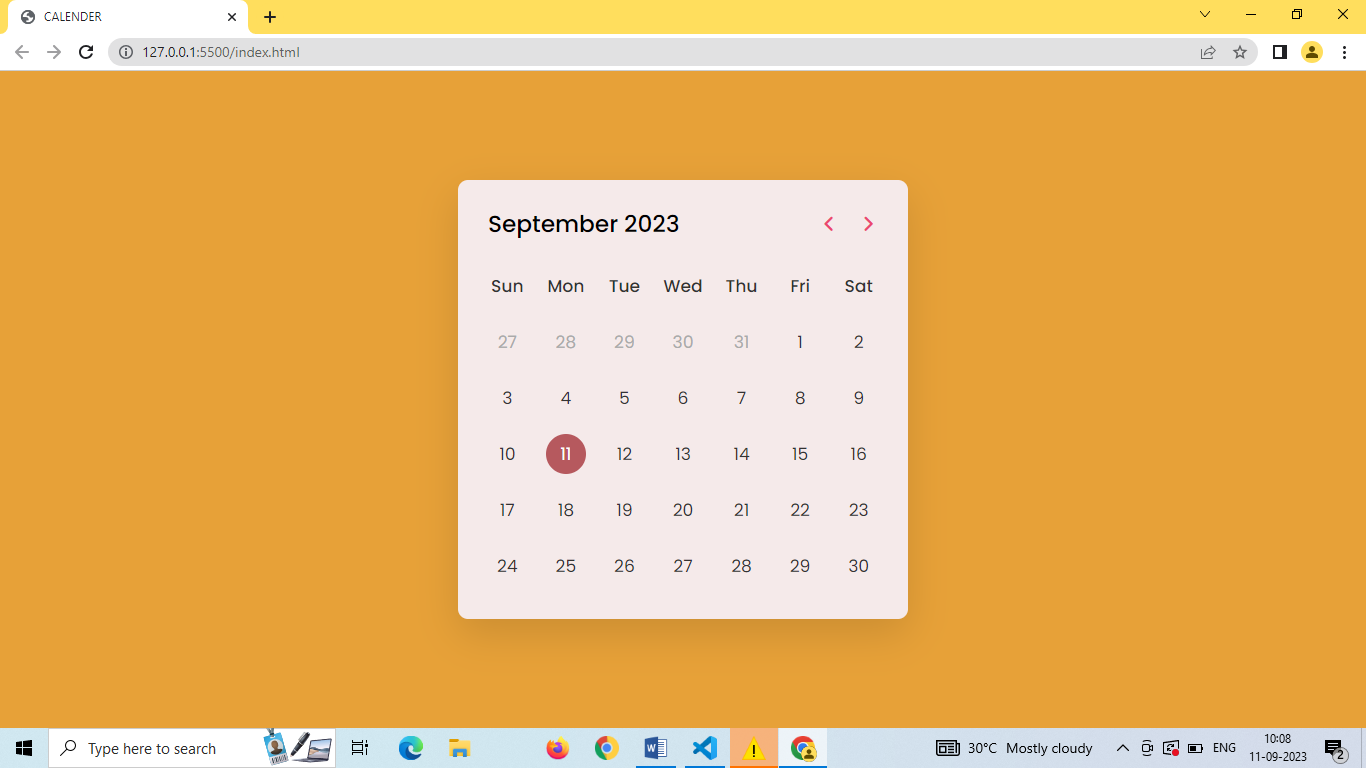 CALENDER
127.0.0.1:5500/index.html
September 2023
Sun Mon Tue Wed Thu Fri Sat
27 28 29 30 31 1 2
3 4 5 6 7 8 9
10 11 12 13 14 15 16
17 18 19 20 21 22 23
24 25 26 27 28 29 30
Type here to search
30°C Mostly cloudy
ENG
10:08
11-09-2023
2